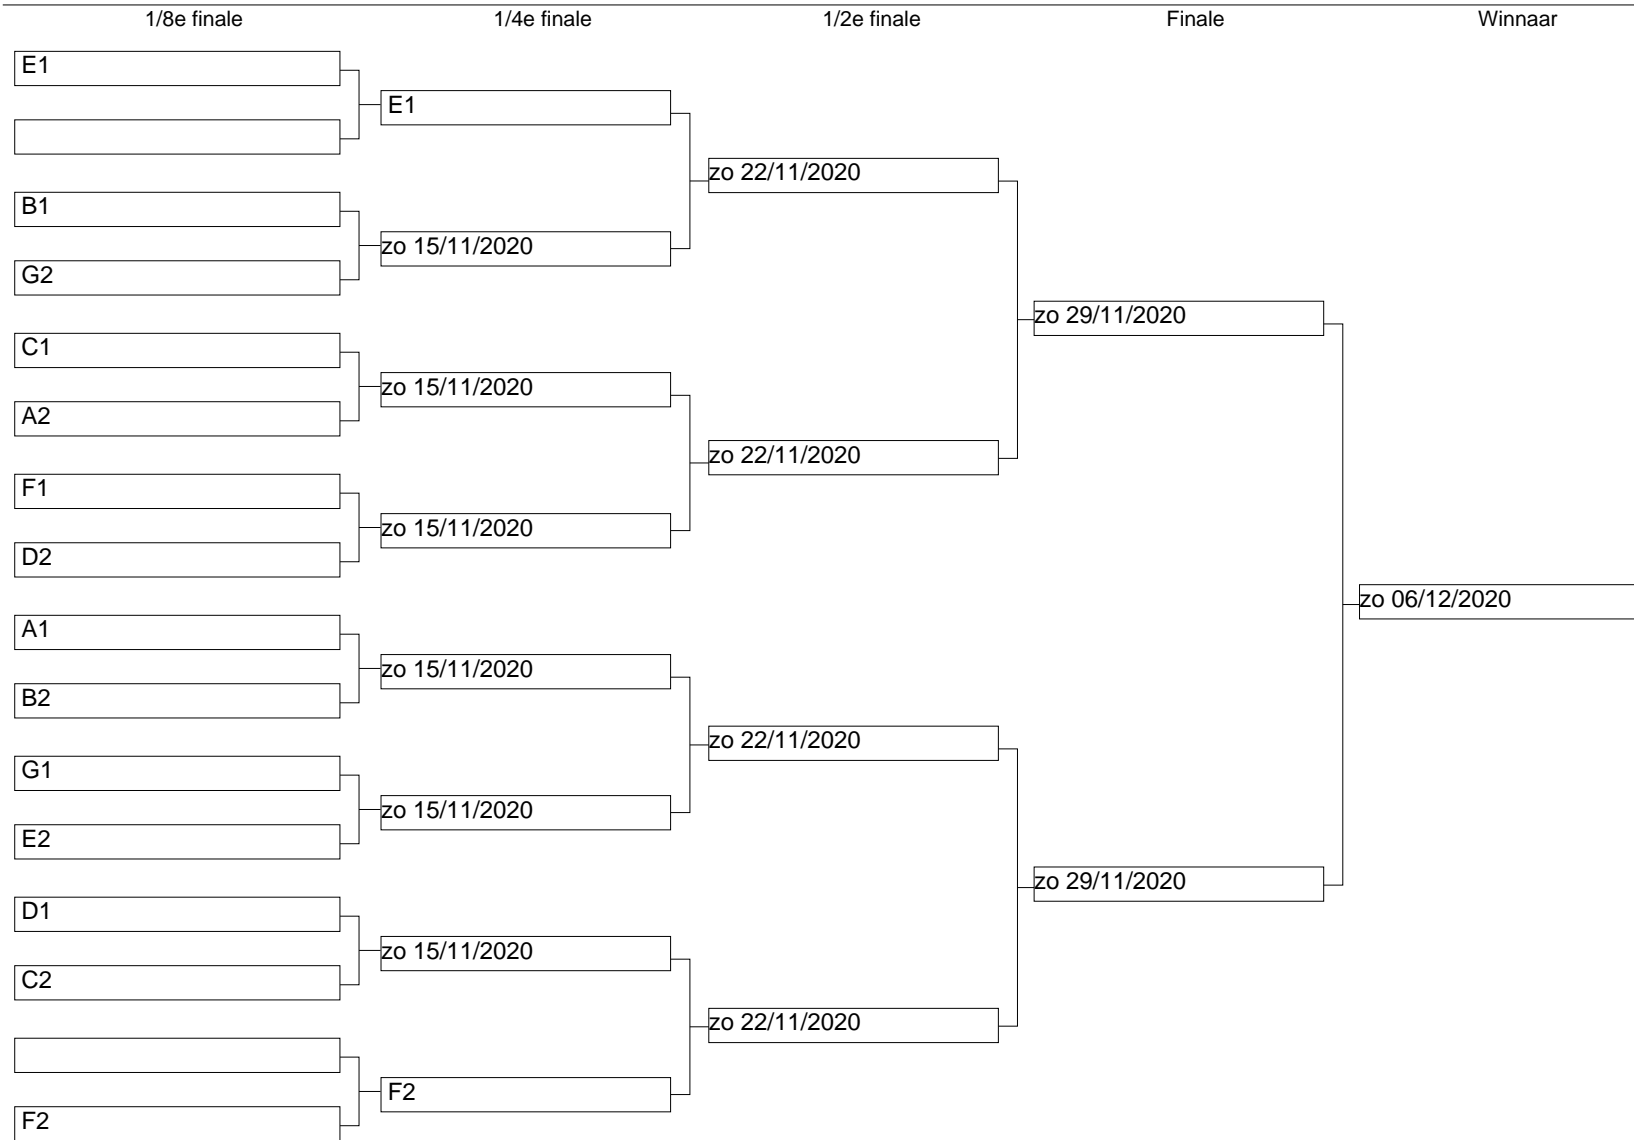 1/8e finale
1/4e finale
1/2e finale
Finale
Winnaar
E1
E1
zo 22/11/2020
B1
zo 15/11/2020
G2
zo 29/11/2020
C1
zo 15/11/2020
A2
zo 22/11/2020
F1
zo 15/11/2020
D2
zo 06/12/2020
A1
zo 15/11/2020
B2
zo 22/11/2020
G1
zo 15/11/2020
E2
zo 29/11/2020
D1
zo 15/11/2020
C2
zo 22/11/2020
F2
F2